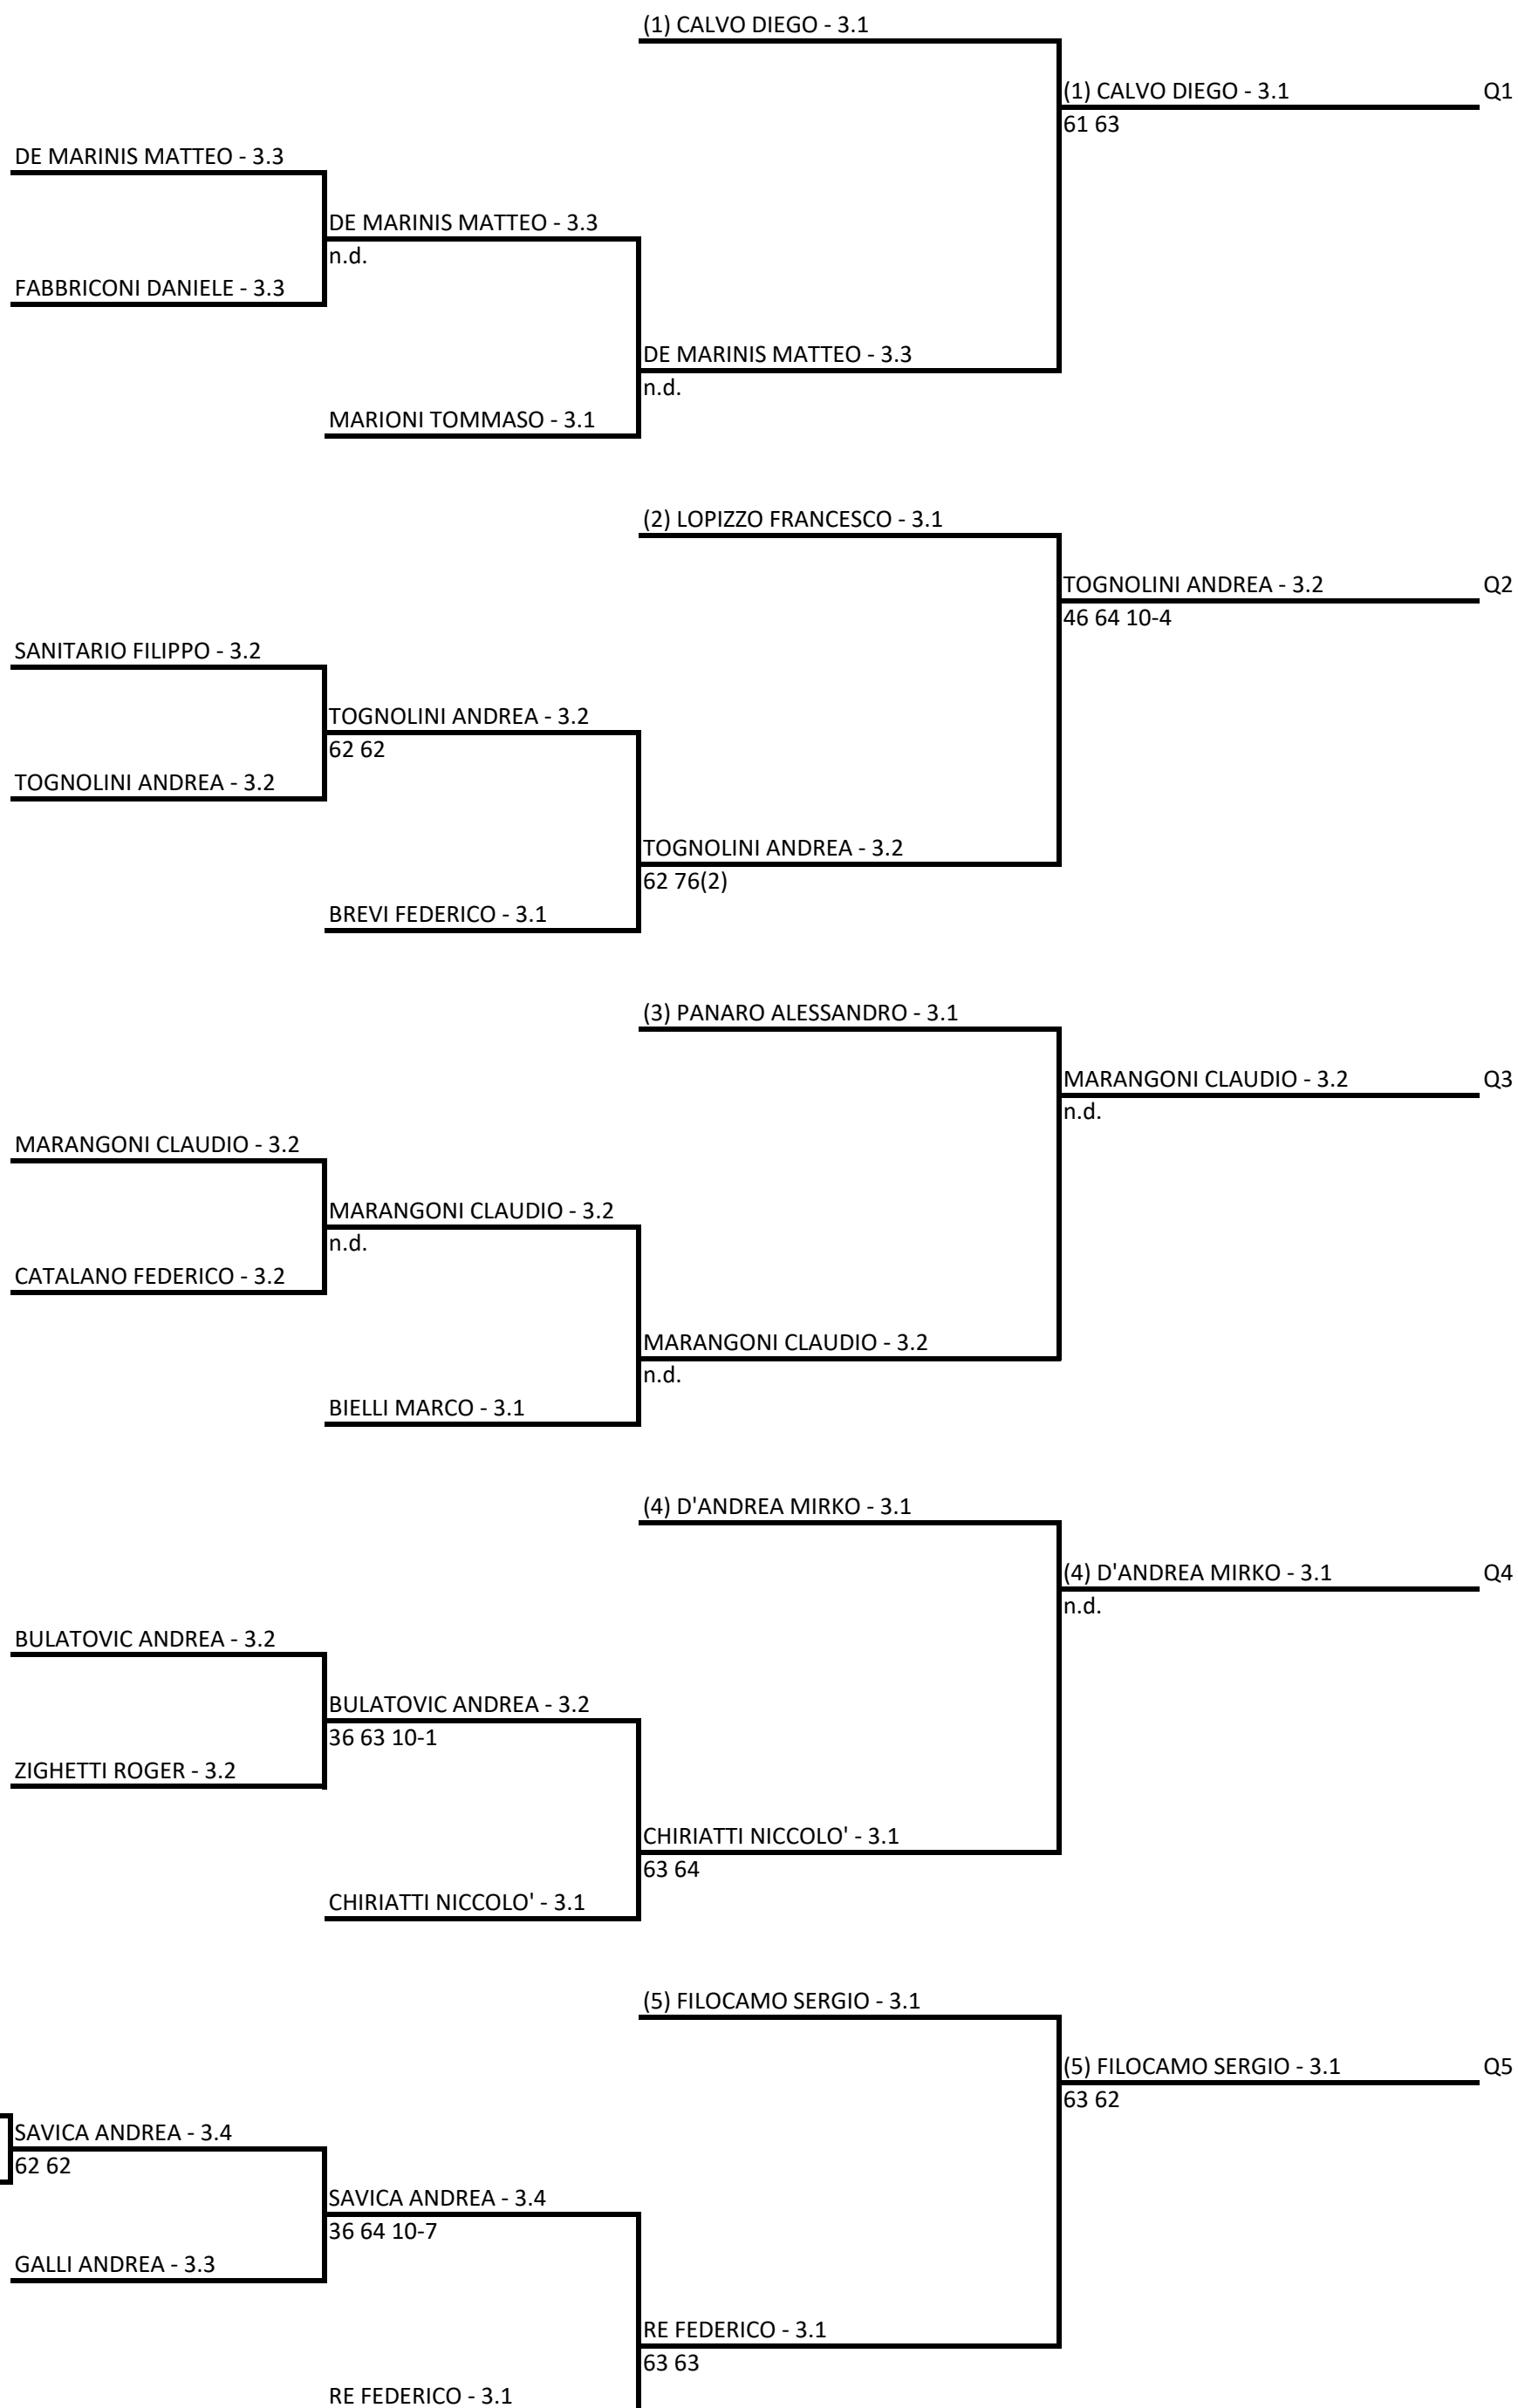 (1) CALVO DIEGO - 3.1
(1) CALVO DIEGO - 3.1
Q1
61 63
DE MARINIS MATTEO - 3.3
DE MARINIS MATTEO - 3.3
n.d.
FABBRICONI DANIELE - 3.3
DE MARINIS MATTEO - 3.3
n.d.
MARIONI TOMMASO - 3.1
(2) LOPIZZO FRANCESCO - 3.1
TOGNOLINI ANDREA - 3.2
Q2
46 64 10-4
SANITARIO FILIPPO - 3.2
TOGNOLINI ANDREA - 3.2
62 62
TOGNOLINI ANDREA - 3.2
TOGNOLINI ANDREA - 3.2
62 76(2)
BREVI FEDERICO - 3.1
(3) PANARO ALESSANDRO - 3.1
MARANGONI CLAUDIO - 3.2
Q3
n.d.
MARANGONI CLAUDIO - 3.2
MARANGONI CLAUDIO - 3.2
n.d.
CATALANO FEDERICO - 3.2
MARANGONI CLAUDIO - 3.2
n.d.
BIELLI MARCO - 3.1
(4) D'ANDREA MIRKO - 3.1
(4) D'ANDREA MIRKO - 3.1
Q4
n.d.
BULATOVIC ANDREA - 3.2
BULATOVIC ANDREA - 3.2
36 63 10-1
ZIGHETTI ROGER - 3.2
CHIRIATTI NICCOLO' - 3.1
63 64
CHIRIATTI NICCOLO' - 3.1
(5) FILOCAMO SERGIO - 3.1
(5) FILOCAMO SERGIO - 3.1
Q5
63 62
SAVICA ANDREA - 3.4
62 62
SAVICA ANDREA - 3.4
36 64 10-7
GALLI ANDREA - 3.3
RE FEDERICO - 3.1
63 63
RE FEDERICO - 3.1